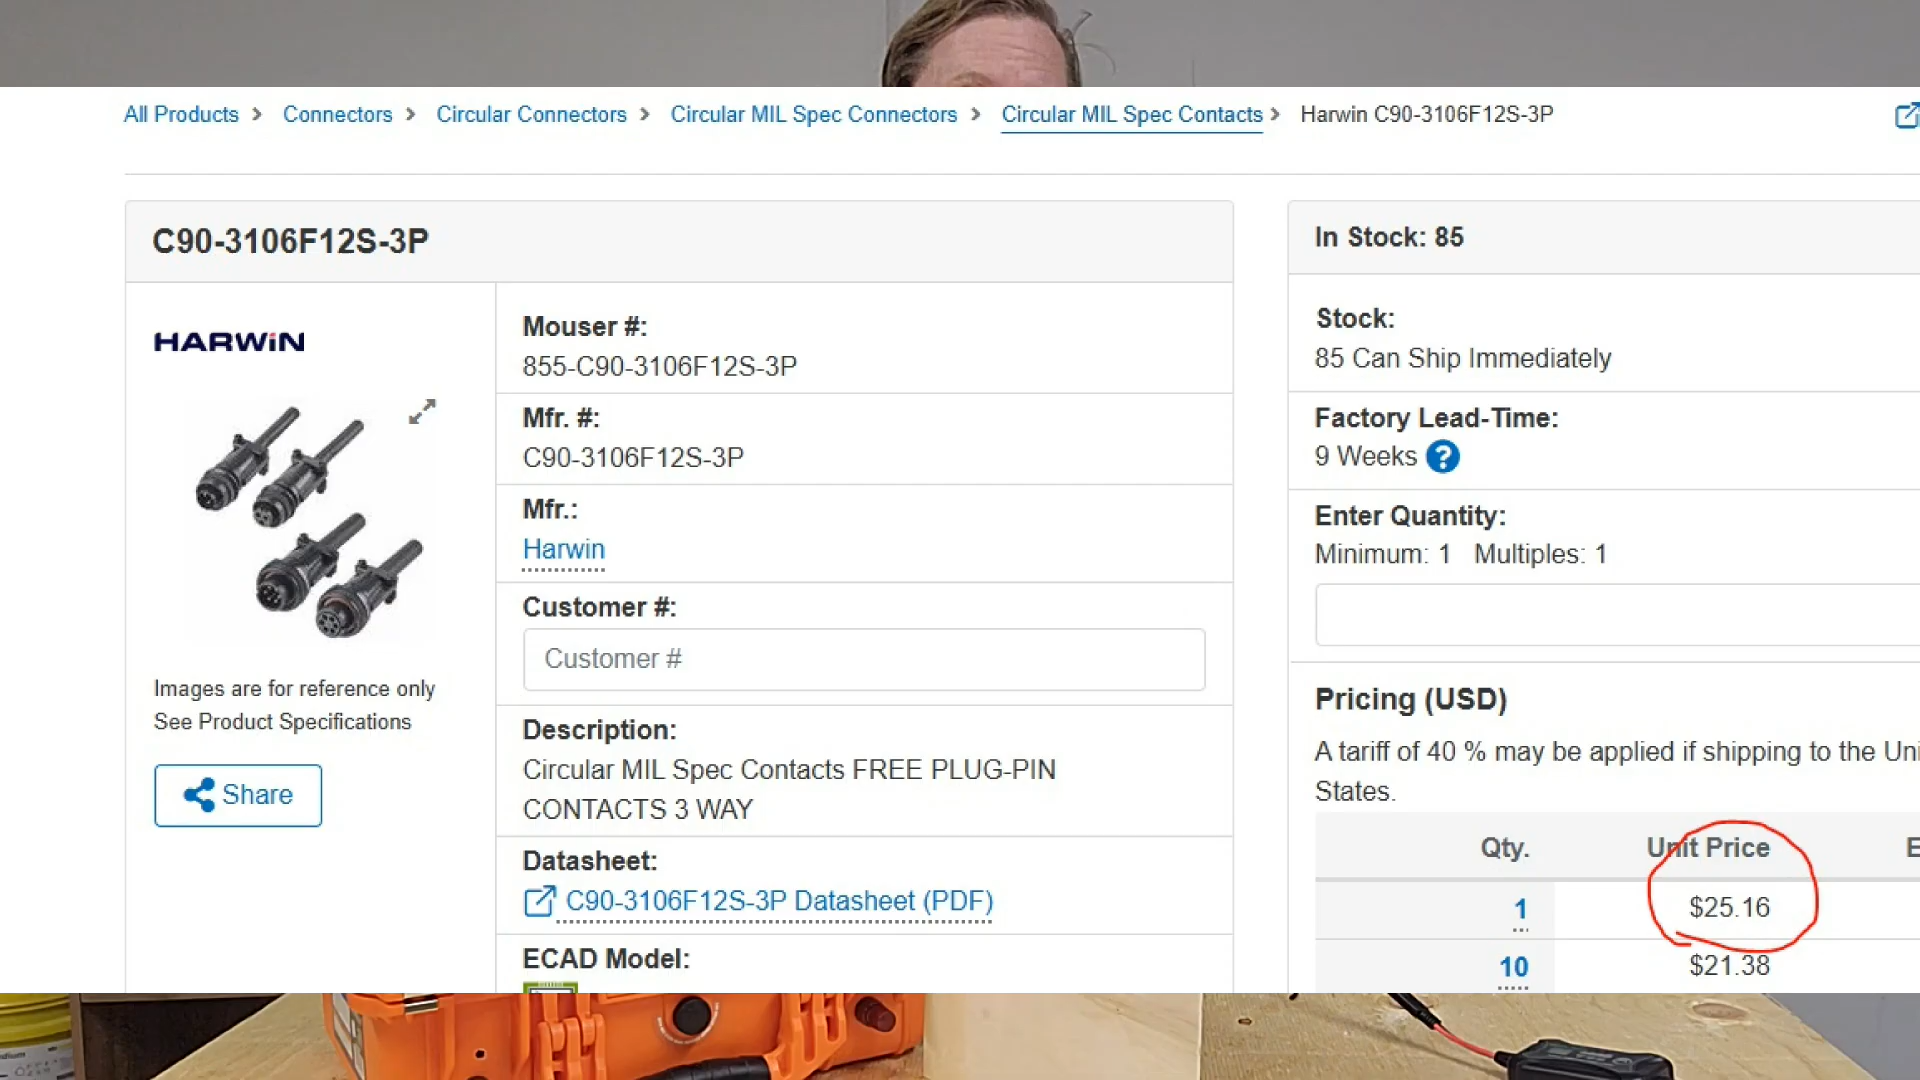 All Products > Connectors > Circular Connectors > Circular MIL Spec Connectors > Circular MIL Spec Contacts > Harwin C90-3106F12S-3P
C90-3106F12S-3P
HARWiN
Images are for reference only
See Product Specifications
Share
Mouser #:
855-C90-3106F12S-3P
Mfr. #:
C90-3106F12S-3P
Mfr.:
Harwin
Customer #:
Customer #
Description:
Circular MIL Spec Contacts FREE PLUG-PIN
CONTACTS 3 WAY
Datasheet:
C90-3106F12S-3P Datasheet (PDF)
ECAD Model:
In Stock: 85
Stock:
85 Can Ship Immediately
Factory Lead-Time:
9 Weeks ?
Enter Quantity:
Minimum: 1 Multiples: 1
Pricing (USD)
A tariff of 40 % may be applied if shipping to the Uni
States.
Qty. Unit Price E
1 $25.16
10 $21.38